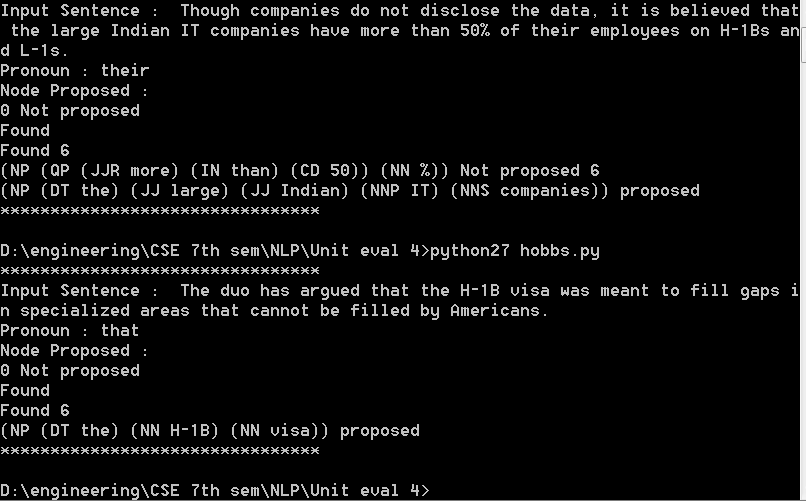 Input Sentence :  Though companies do not disclose the data, it is believed that
 the large Indian IT companies have more than 50% of their employees on H-1Bs an
d L-1s.
Pronoun : their
Node Proposed :
0 Not proposed
Found
Found 6
(NP (QP (JJR more) (IN than) (CD 50)) (NN %)) Not proposed 6
(NP (DT the) (JJ large) (JJ Indian) (NNP IT) (NNS companies)) proposed
********************************
D:\engineering\CSE 7th sem\NLP\Unit eval 4>python27 hobbs.py
********************************
Input Sentence :  The duo has argued that the H-1B visa was meant to fill gaps i
n specialized areas that cannot be filled by Americans.
Pronoun : that
Node Proposed :
0 Not proposed
Found
Found 6
(NP (DT the) (NN H-1B) (NN visa)) proposed
********************************
D:\engineering\CSE 7th sem\NLP\Unit eval 4>